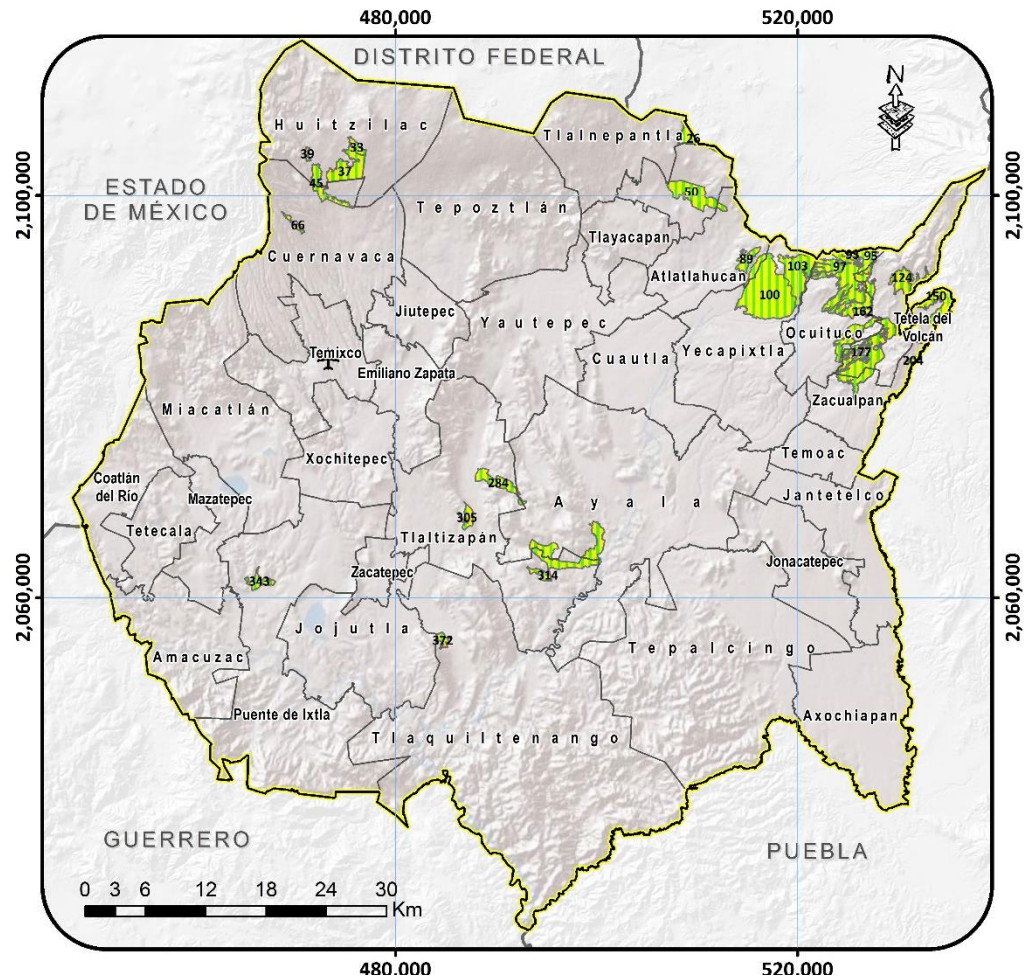 480,000
520,000
DISTRITO FEDERAL
N
Huitzilac
Tlalnepantla
26
33
39
37
45
50
2,100,000
2,100,000
ESTADO
DE MÉXICO
Tepoztlán
66
Tlayacapan
Cuernavaca
Atlatlahucan
89
103
97
93
95
124
100
150
162
Jiutepec
Yautepec
Ocuituco
Tetela del
Volcán
Temixco
Cuautla
Yecapixtla
177
204
Emiliano Zapata
Zacualpan
Miacatlán
Xochitepec
Temoac
Coatlán
del Río
Mazatepec
284
Ayala
Jantetelco
Tetecala
305
Tlaltizapán
Zacatepec
314
Jonacatepec
343
2,060,000
2,060,000
Jojutla
372
Tepalcingo
Amacuzac
Puente de Ixtla
Axochiapan
Tlaquiltenango
GUERRERO
PUEBLA
0 3 6 12 18 24 30
Km
480,000
520,000